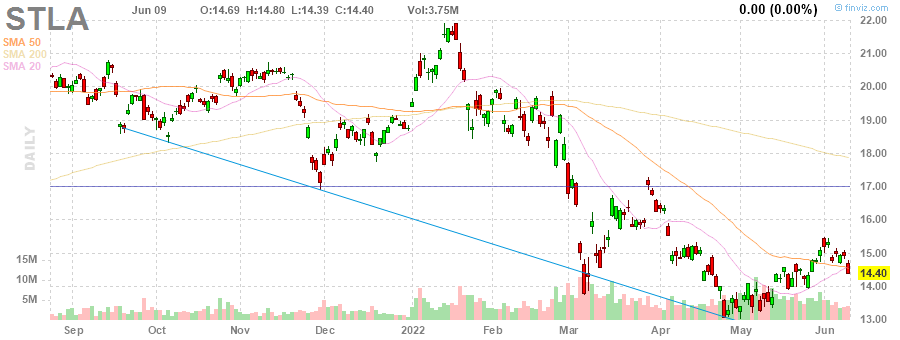 STLA Jun 09 O:14.69 H:14.80 L:14.39 C:14.40 Vol:3.75M 0.00 (0.00%) © finviz.com
SMA 50
SMA 200
SMA 20
DAILY
22.00
21.00
20.00
19.00
18.00
17.00
16.00
15.00
14.40
14.00
13.00
15M
10M
5M
Sep Oct Nov Dec 2022 Feb Mar Apr May Jun